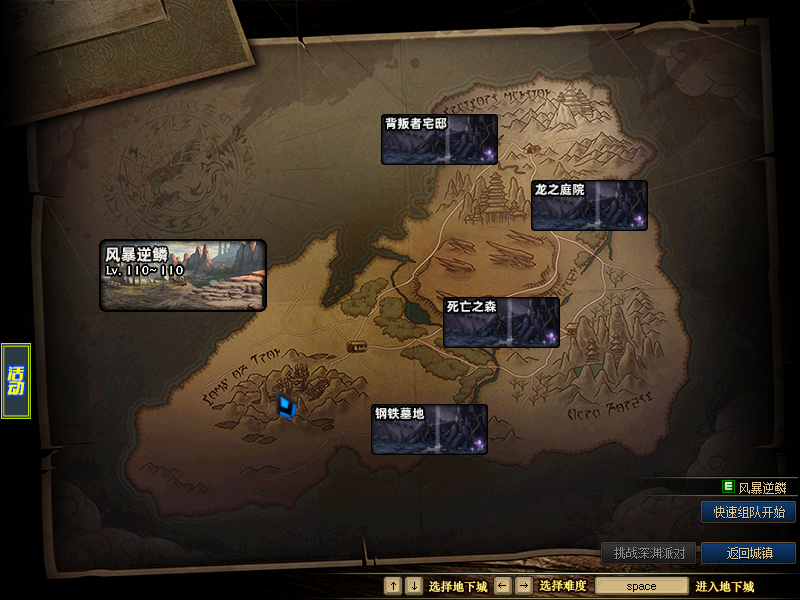 背叛者宅邸
龙之庭院
风暴逆鳞
Lv. 110~110
死亡之森
活动
钢铁墓地
E 风暴逆鳞
快速组队开始
挑战深渊派对
返回城镇
↑ ↓ 选择地下城 ← → 选择难度 space 进入地下城